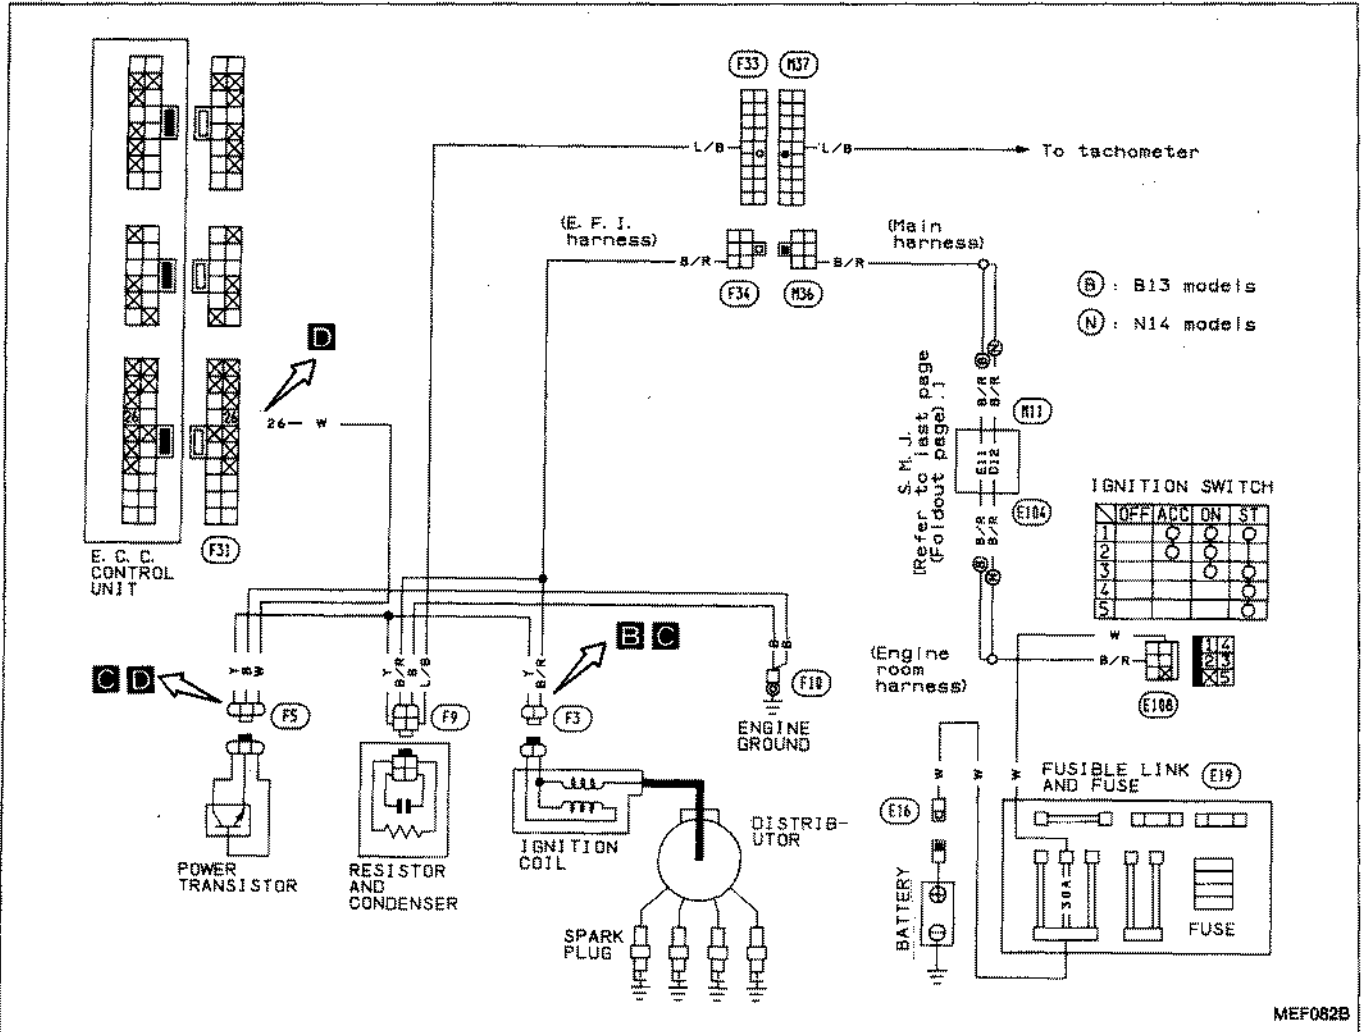 F33
M37
L/B
L/B
To tachometer
(E. F. I.
harness)
(Main
harness)
B/R
B/R
F34
M36
B : B13 models
N : N14 models
D
26
26
26
W
S. M. J.
[Refer to last page
(Foldout page).]
B
N
B/R
B/R
M11
E11
D12
E104
B/R
B/R
B
N
F31
E. C. C.
CONTROL
UNIT
IGNITION SWITCH
OFF ACC ON ST
1
2
3
4
5
W
B/R
1 4
2 3
5
E108
(Engine
room
harness)
B C
C D
Y
B
W
F5
Y
B/R
B
L/B
F9
Y
B/R
F3
B
B
F10
ENGINE
GROUND
POWER
TRANSISTOR
RESISTOR
AND
CONDENSER
IGNITION
COIL
DISTRIB-
UTOR
SPARK
PLUG
W
W
W
E16
BATTERY
FUSIBLE LINK
AND FUSE
E19
30A
FUSE
MEF082B